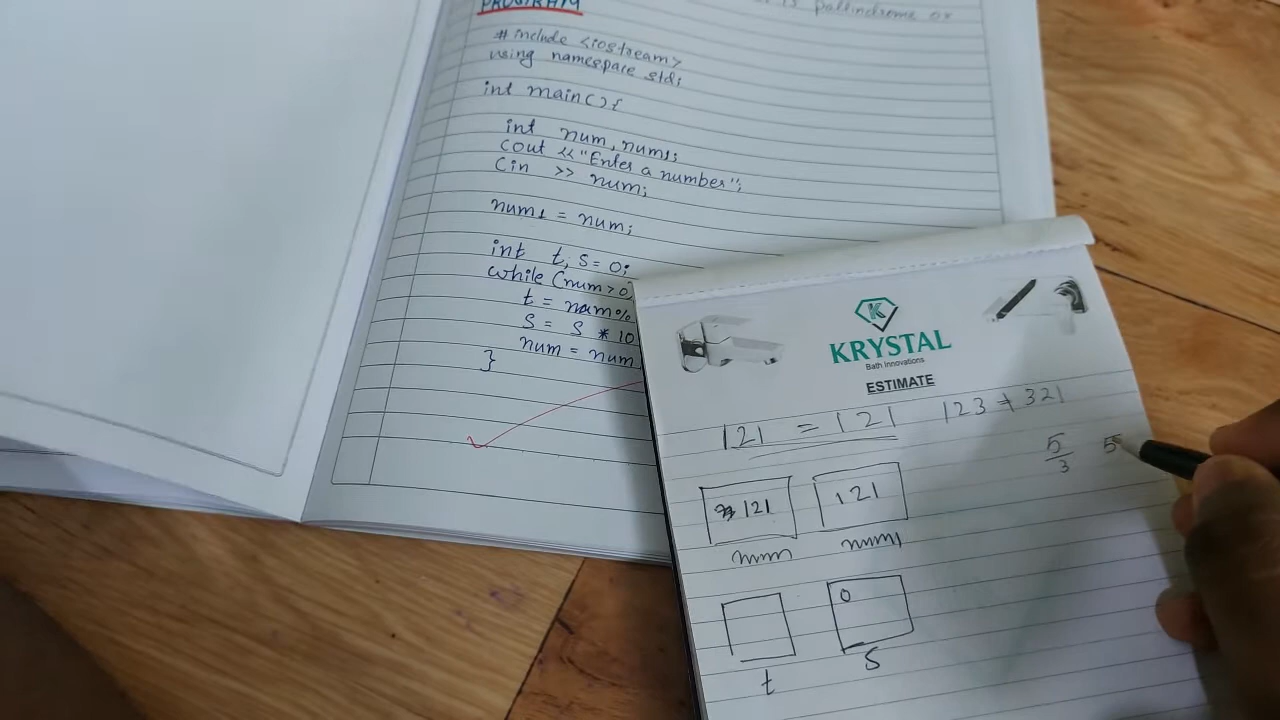 PROGRAM
is pallindrome or
# include <iostream>
using namespace std;
int main(){
int num, num1;
cout << "Enter a number";
Cin >> num;
num1 = num;
int t, s = 0;
while (num > 0)
t = num%
S = S * 10
num = num
}
KRYSTAL
Bath Innovations
ESTIMATE
121 = 121 123 ≠ 321
5/3 5
121 121
num num1
0
t S